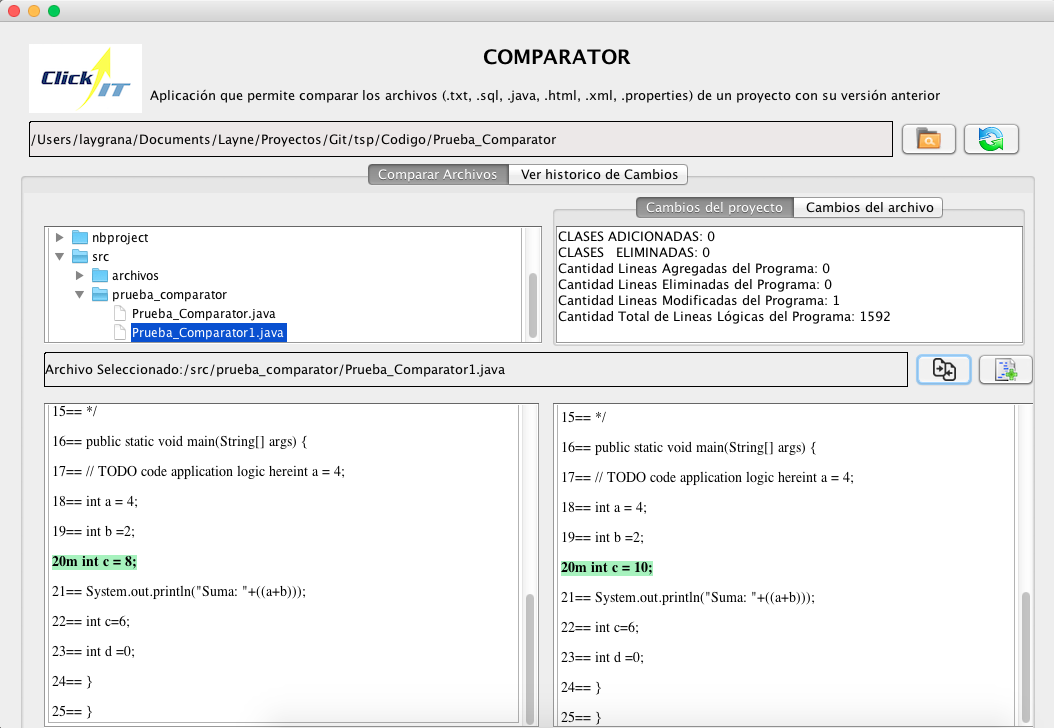 COMPARATOR
Click IT
Aplicación que permite comparar los archivos (.txt, .sql, .java, .html, .xml, .properties) de un proyecto con su versión anterior
/Users/laygrana/Documents/Layne/Proyectos/Git/tsp/Codigo/Prueba_Comparator
Comparar Archivos
Ver historico de Cambios
Cambios del proyecto
Cambios del archivo
nbproject
src
archivos
prueba_comparator
Prueba_Comparator.java
Prueba_Comparator1.java
CLASES ADICIONADAS: 0
CLASES   ELIMINADAS: 0
Cantidad Lineas Agregadas del Programa: 0
Cantidad Lineas Eliminadas del Programa: 0
Cantidad Lineas Modificadas del Programa: 1
Cantidad Total de Lineas Lógicas del Programa: 1592
Archivo Seleccionado:/src/prueba_comparator/Prueba_Comparator1.java
15== */
16== public static void main(String[] args) {
17== // TODO code application logic hereint a = 4;
18== int a = 4;
19== int b =2;
20m int c = 8;
21== System.out.println("Suma: "+((a+b)));
22== int c=6;
23== int d =0;
24== }
25== }
15== */
16== public static void main(String[] args) {
17== // TODO code application logic hereint a = 4;
18== int a = 4;
19== int b =2;
20m int c = 10;
21== System.out.println("Suma: "+((a+b)));
22== int c=6;
23== int d =0;
24== }
25== }